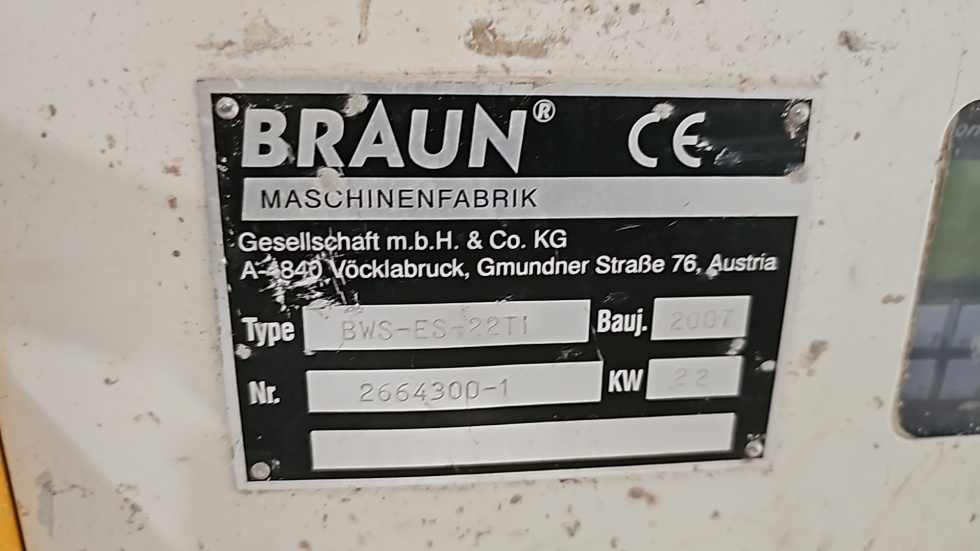 BRAUN®
CE
MASCHINENFABRIK
Gesellschaft m.b.H. & Co. KG
A-4840 Vöcklabruck, Gmundner Straße 76, Austria
Type BWS-ES-22TI Bauj. 2007
Nr. 2664300-1 KW 22